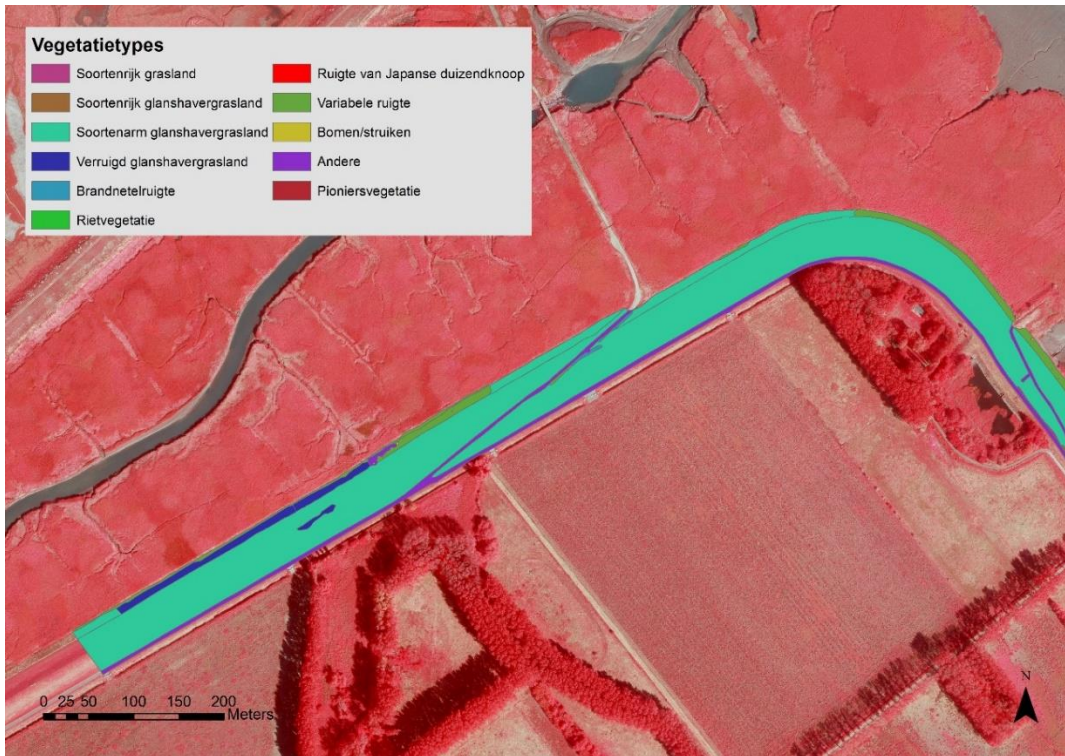 Vegetatietypes
Soortenrijk grasland
Soortenrijk glanshavergrasland
Soortenarm glanshavergrasland
Verruigd glanshavergrasland
Brandnetelruigte
Rietvegetatie
Ruigte van Japanse duizendknoop
Variabele ruigte
Bomen/struiken
Andere
Pioniersvegetatie
0 25 50 100 150 200
Meters
N